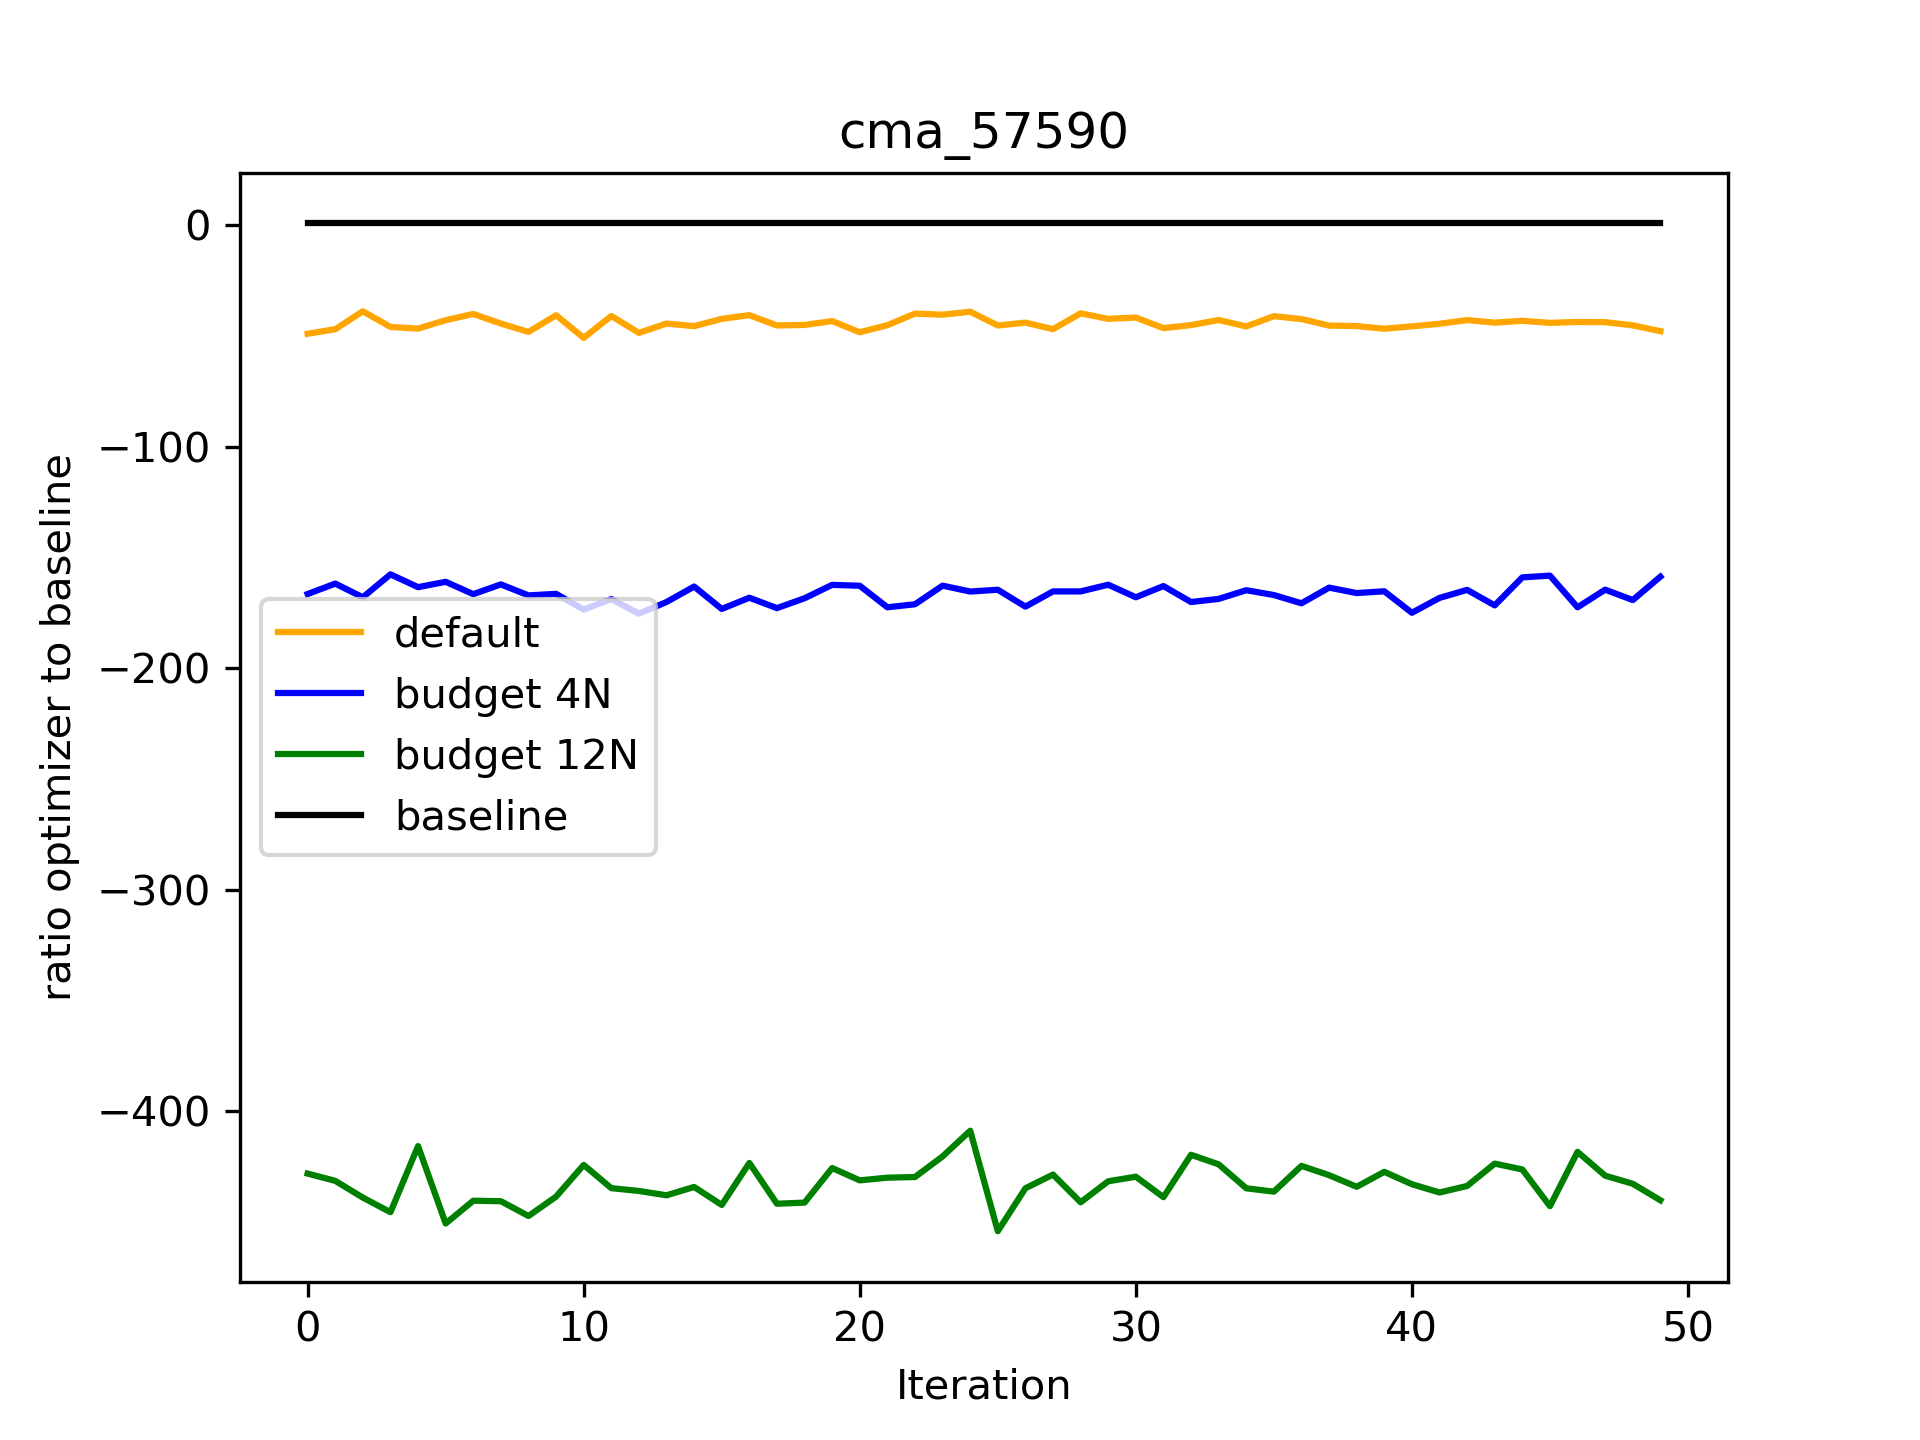 cma_57590
0
−100
−200
−300
−400
ratio optimizer to baseline
default
budget 4N
budget 12N
baseline
0 10 20 30 40 50
Iteration